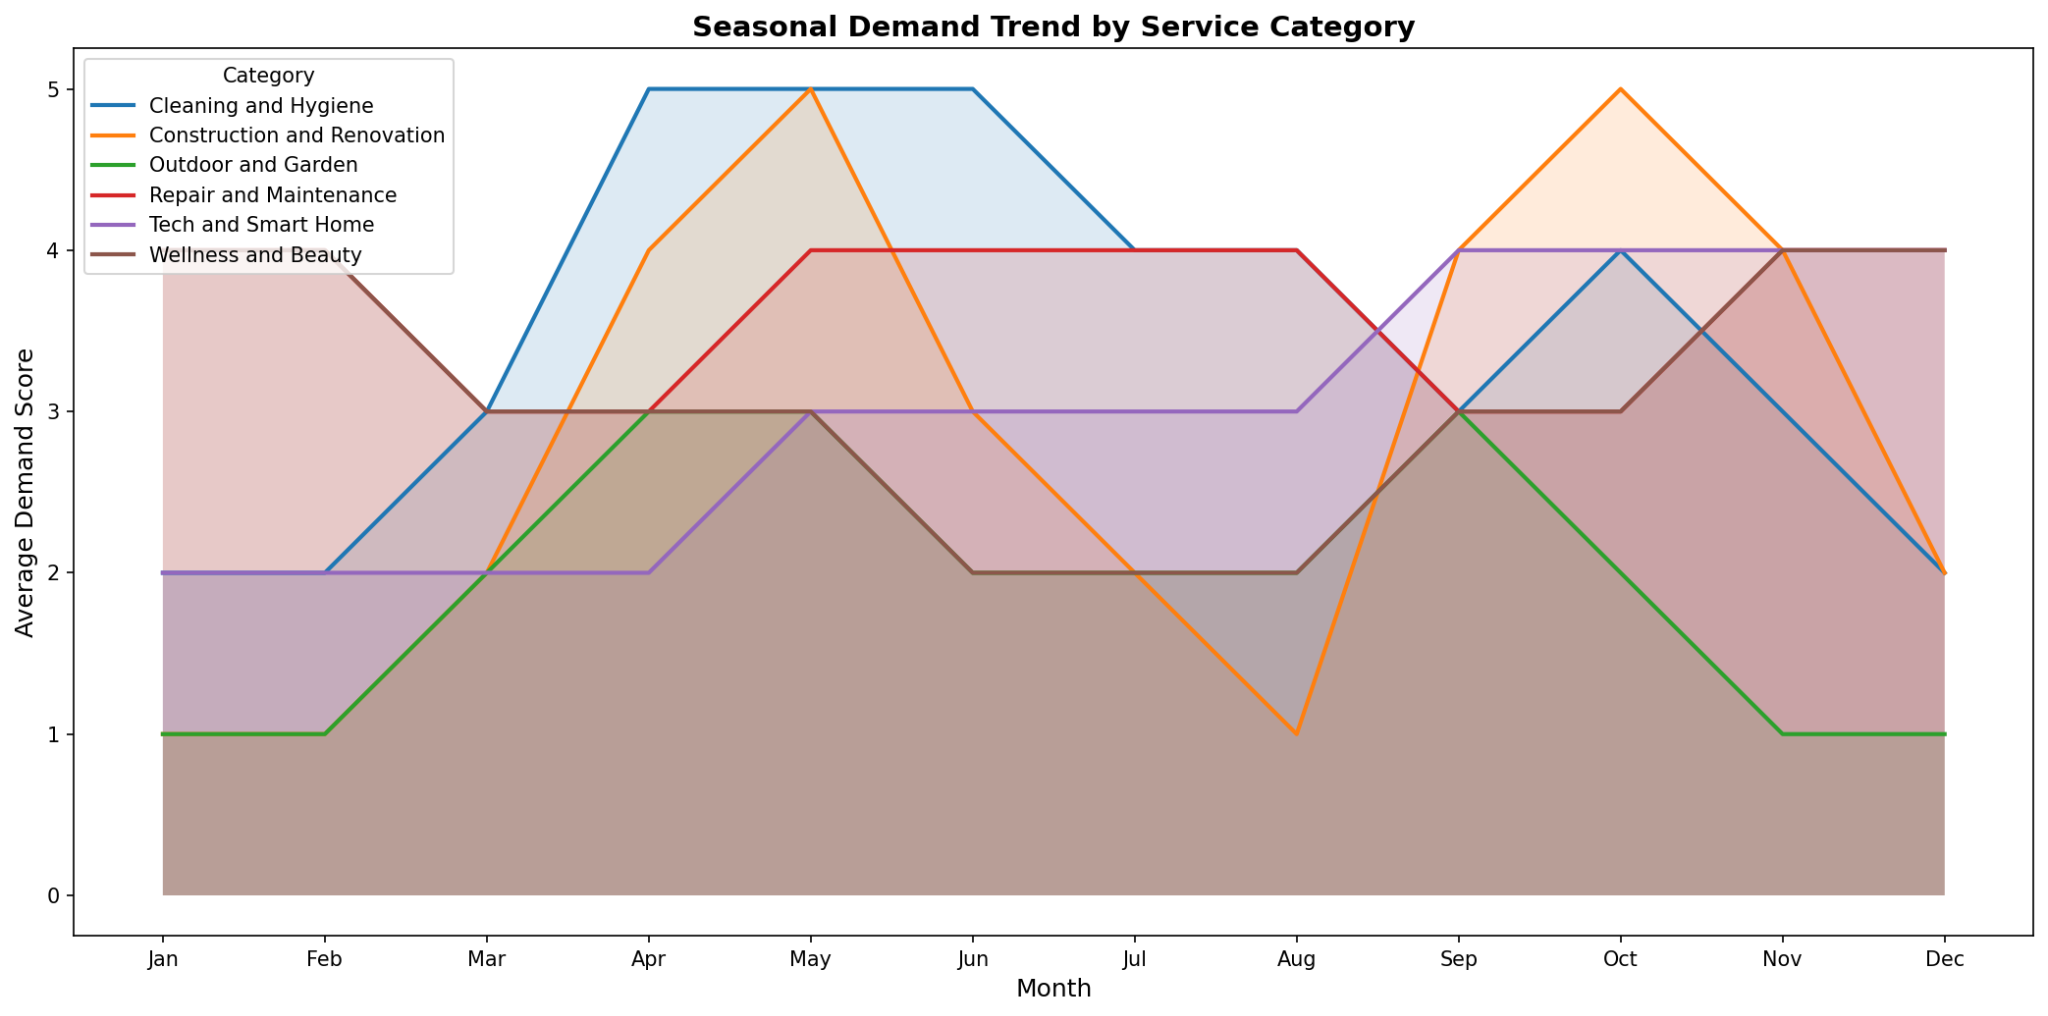 Seasonal Demand Trend by Service Category
Category
Cleaning and Hygiene
Construction and Renovation
Outdoor and Garden
Repair and Maintenance
Tech and Smart Home
Wellness and Beauty
Average Demand Score
5
4
3
2
1
0
Jan Feb Mar Apr May Jun Jul Aug Sep Oct Nov Dec
Month